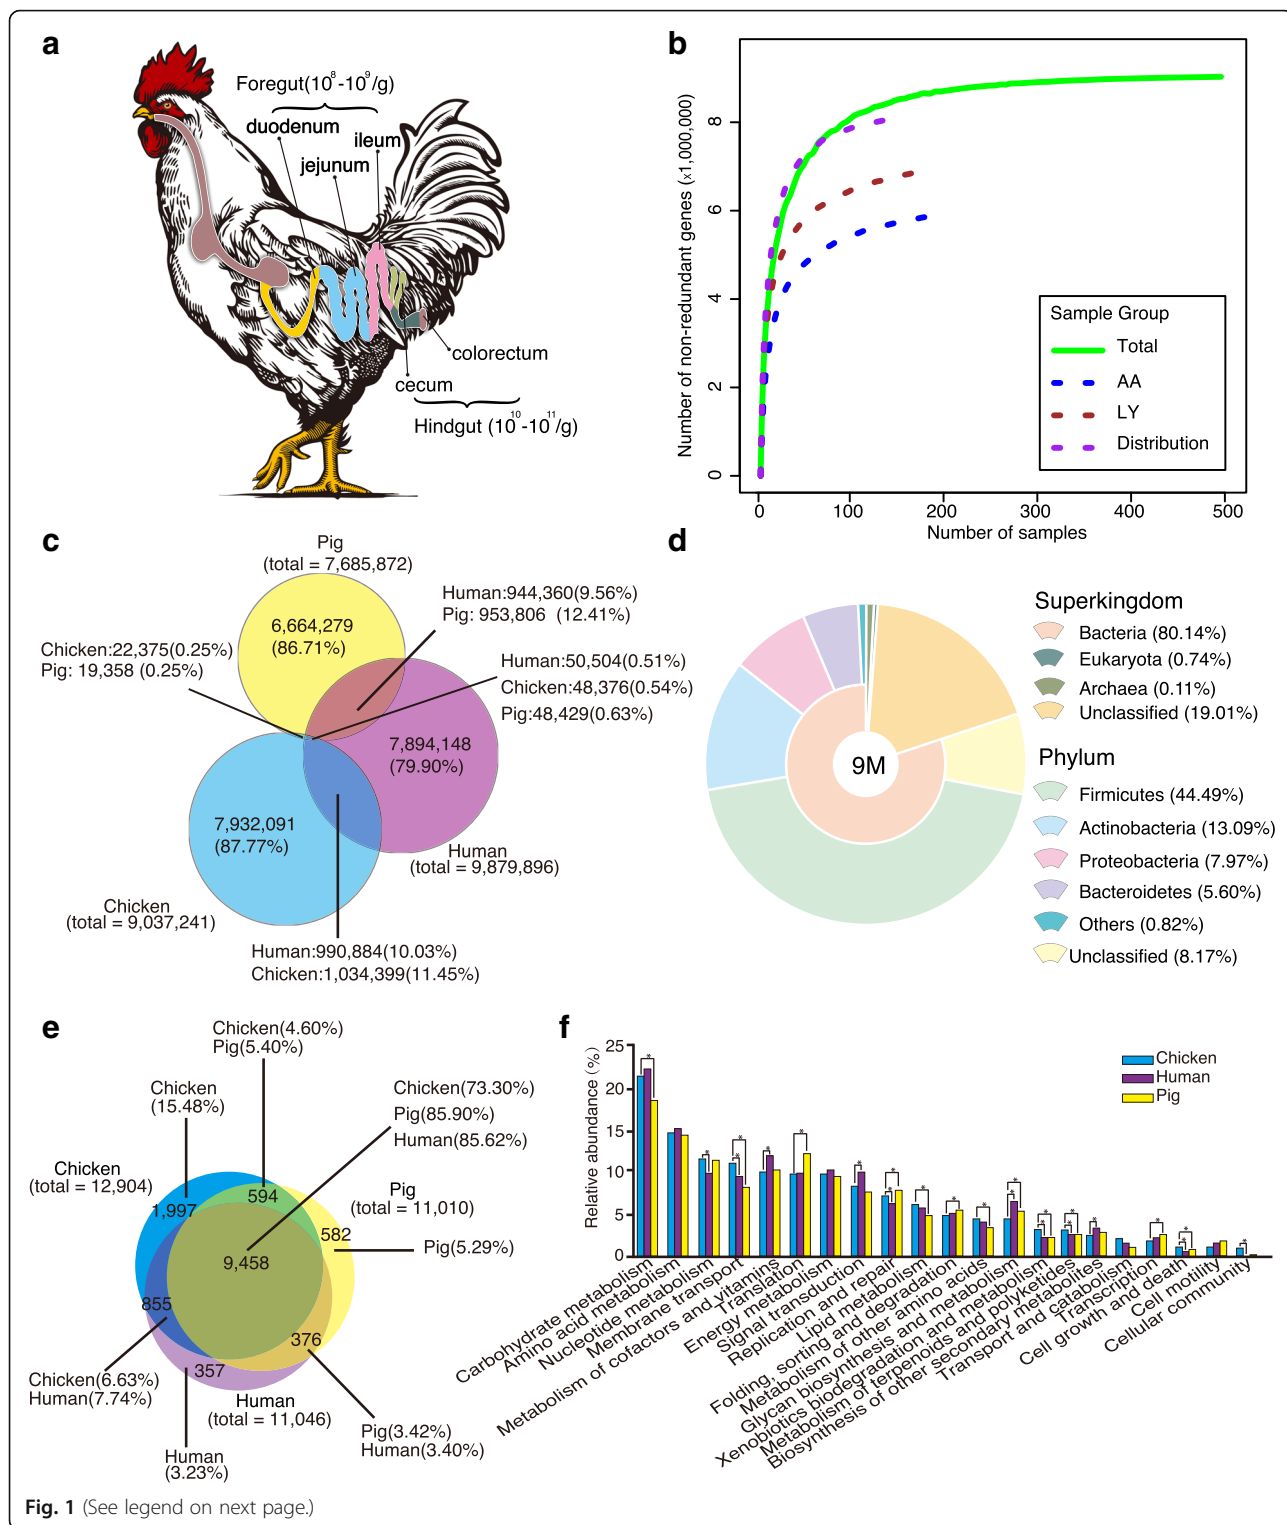 a
Foregut(10^8-10^9/g)
duodenum
ileum
jejunum
colorectum
cecum
Hindgut (10^10-10^11/g)
b
Number of non-redundant genes (x1,000,000)
8
6
4
2
0
0 100 200 300 400 500
Number of samples
Sample Group
Total
AA
LY
Distribution
c
Pig
(total = 7,685,872)
6,664,279
(86.71%)
Human:944,360(9.56%)
Pig: 953,806 (12.41%)
Chicken:22,375(0.25%)
Pig: 19,358 (0.25%)
Human:50,504(0.51%)
Chicken:48,376(0.54%)
Pig:48,429(0.63%)
7,894,148
(79.90%)
7,932,091
(87.77%)
Human
(total = 9,879,896)
Chicken
(total = 9,037,241)
Human:990,884(10.03%)
Chicken:1,034,399(11.45%)
d
9M
Superkingdom
Bacteria (80.14%)
Eukaryota (0.74%)
Archaea (0.11%)
Unclassified (19.01%)
Phylum
Firmicutes (44.49%)
Actinobacteria (13.09%)
Proteobacteria (7.97%)
Bacteroidetes (5.60%)
Others (0.82%)
Unclassified (8.17%)
e
Chicken(4.60%)
Pig(5.40%)
Chicken
(15.48%)
Chicken(73.30%)
Pig(85.90%)
Human(85.62%)
Chicken
(total = 12,904)
Pig
(total = 11,010)
594
1,997
582
Pig(5.29%)
9,458
855
376
357
Chicken(6.63%)
Human(7.74%)
Human
(total = 11,046)
Pig(3.42%)
Human(3.40%)
Human
(3.23%)
f
Relative abundance (%)
25
20
15
10
5
0
Chicken
Human
Pig
Carbohydrate metabolism
Amino acid metabolism
Nucleotide metabolism
Membrane transport
Metabolism of cofactors and vitamins
Translation
Energy metabolism
Signal transduction
Replication and repair
Lipid metabolism
Folding, sorting and degradation
Metabolism of other amino acids
Glycan biosynthesis and metabolism
Xenobiotics biodegradation and metabolism
Metabolism of terpenoids and polyketides
Biosynthesis of other secondary metabolites
Transport and catabolism
Transcription
Cell growth and death
Cell motility
Cellular community
Fig. 1 (See legend on next page.)